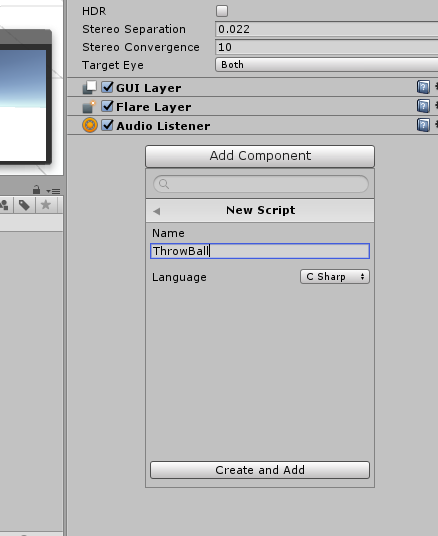 HDR
Stereo Separation 0.022
Stereo Convergence 10
Target Eye Both
GUI Layer
Flare Layer
Audio Listener
Add Component
New Script
Name
ThrowBall
Language C Sharp
Create and Add